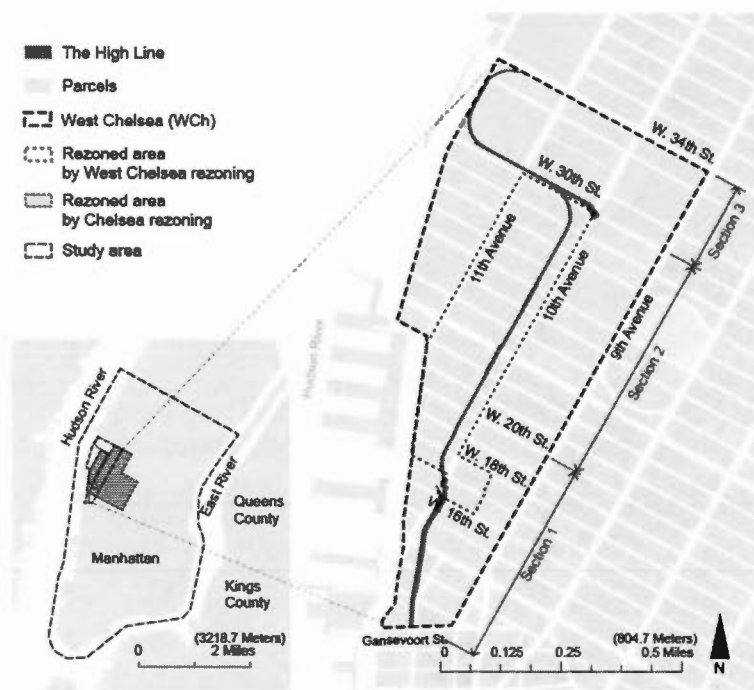 The High Line
Parcels
West Chelsea (WCh)
Rezoned area
by West Chelsea rezoning
Rezoned area
by Chelsea rezoning
Study area
W. 34th St.
W. 30th St.
11th Avenue
10th Avenue
9th Avenue
Section 3
Section 2
Section 1
Hudson River
W. 20th St.
W. 18th St.
W. 16th St.
Gansevoort St.
Hudson River
East River
Queens
County
Manhattan
Kings
County
(3218.7 Meters)
0 2 Miles
(804.7 Meters)
0 0.125 0.25 0.5 Miles
N